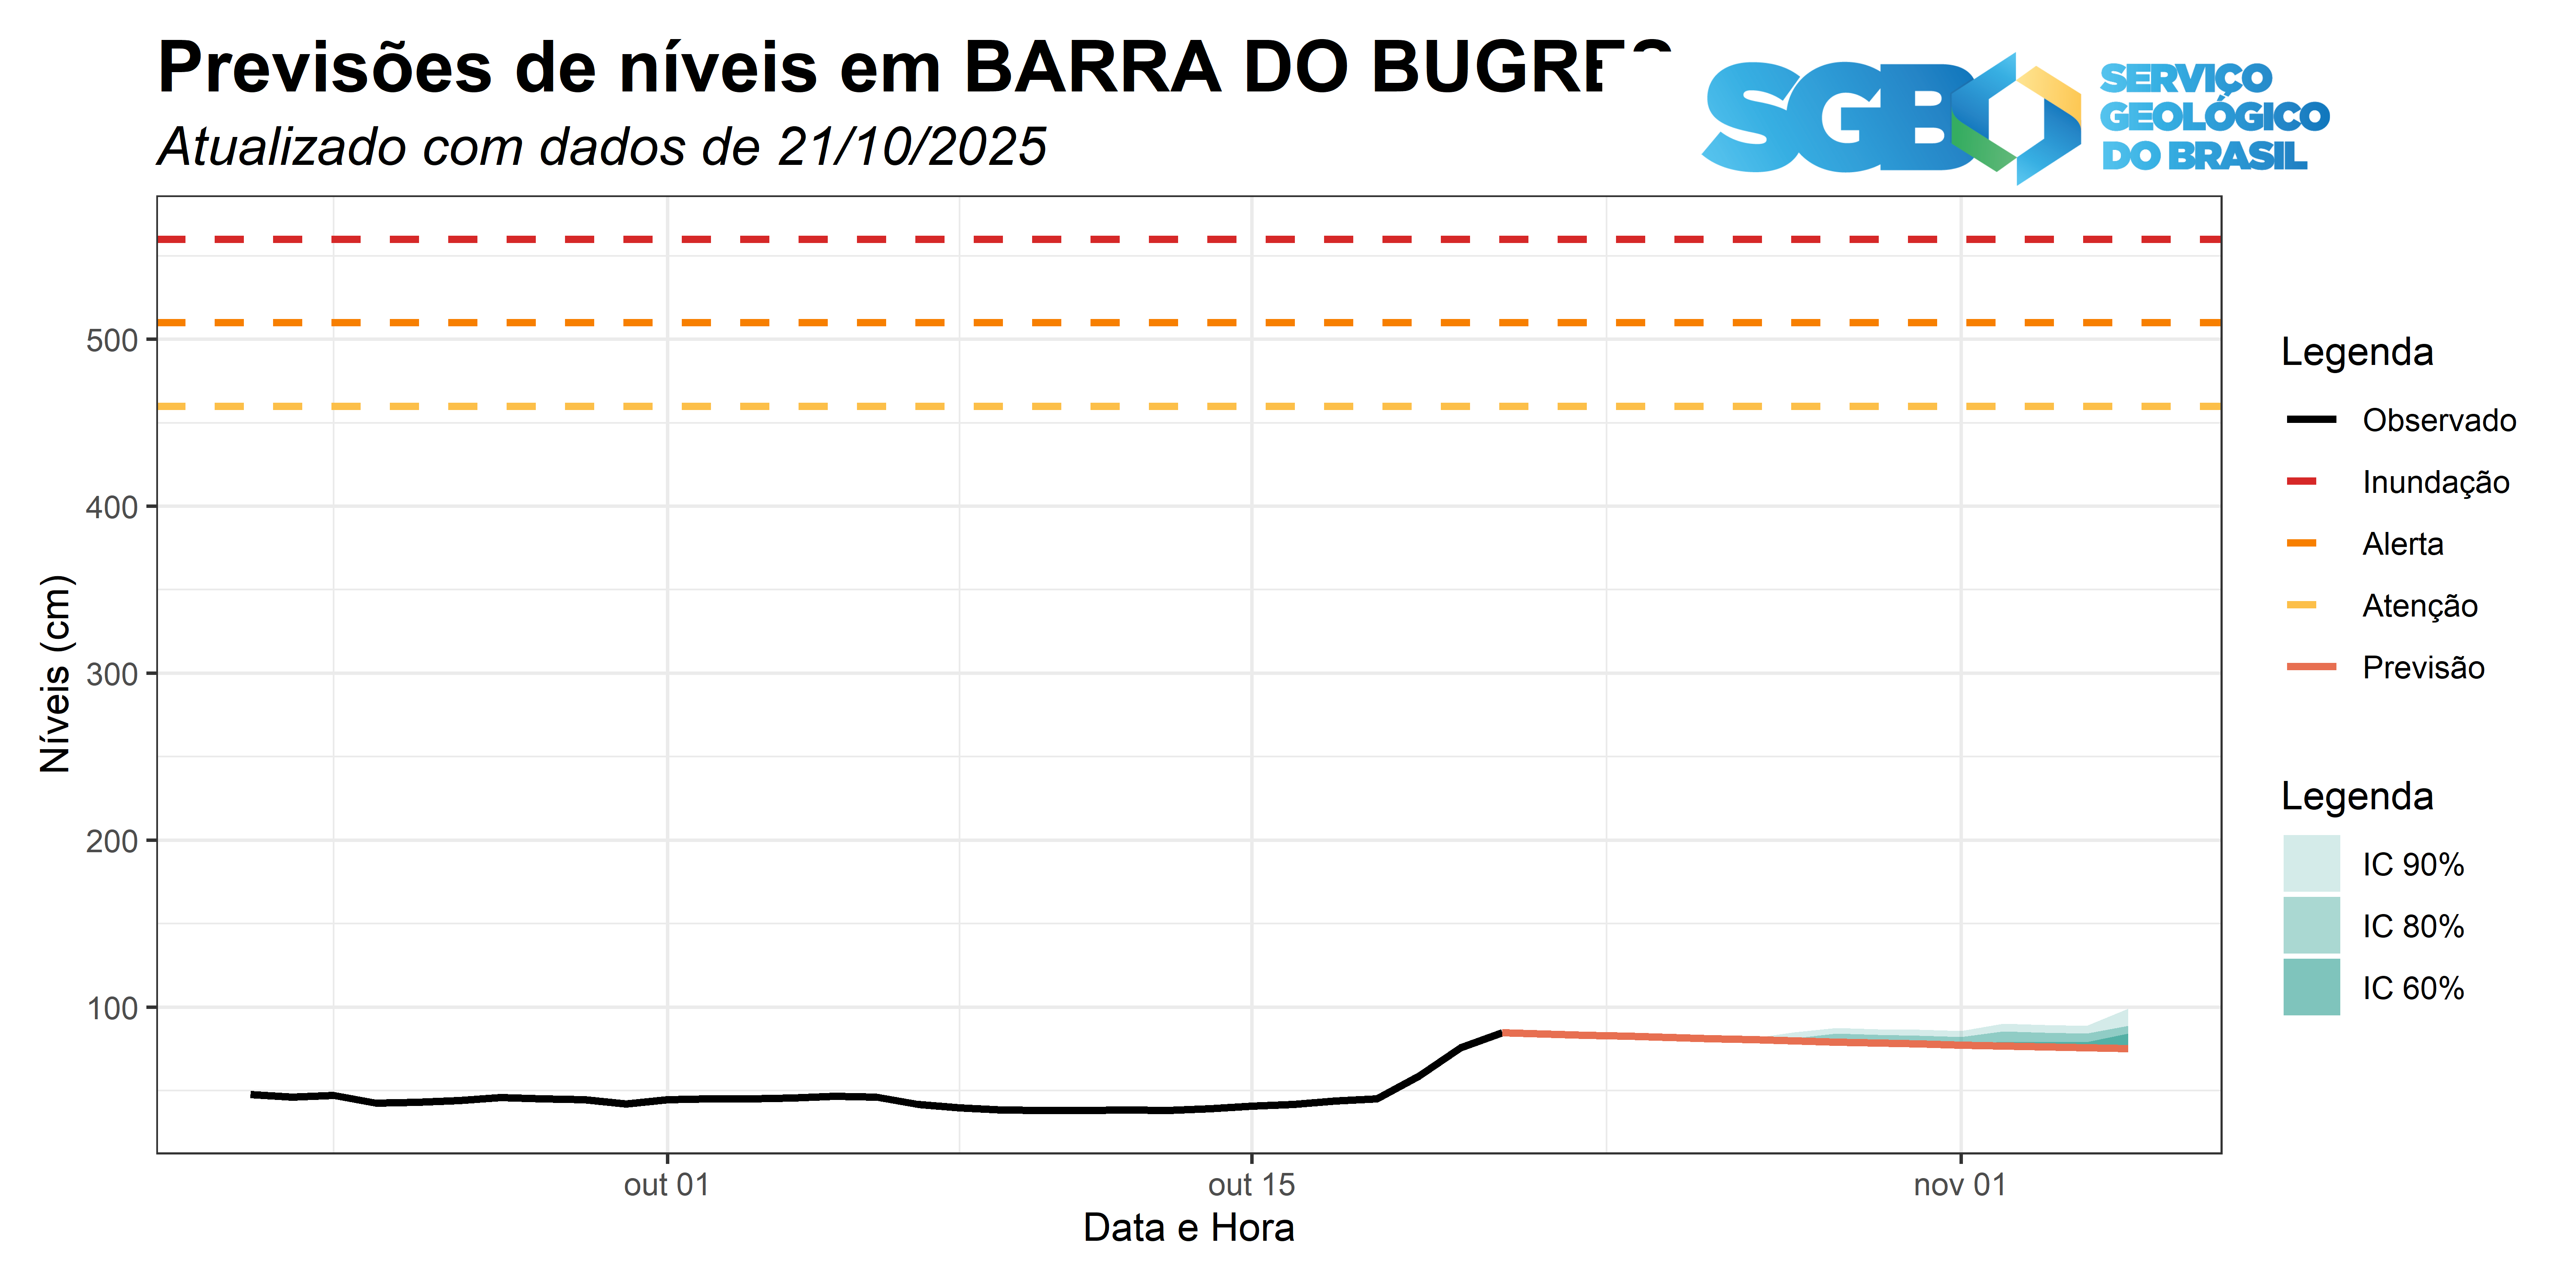 Previsões de níveis em BARRA DO BUGRES
Atualizado com dados de 21/10/2025
SGB
SERVIÇO
GEOLÓGICO
DO BRASIL
Níveis (cm)
500
400
300
200
100
out 01
out 15
nov 01
Data e Hora
Legenda
Observado
Inundação
Alerta
Atenção
Previsão
Legenda
IC 90%
IC 80%
IC 60%